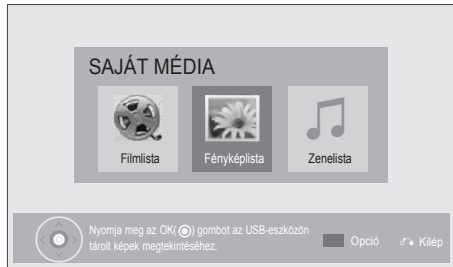 SAJÁT MÉDIA
Filmlista Fényképlista Zenelista
Nyomja meg az OK(◉) gombot az USB-eszközön
tárolt képek megtekintéséhez.
Opció Kilép